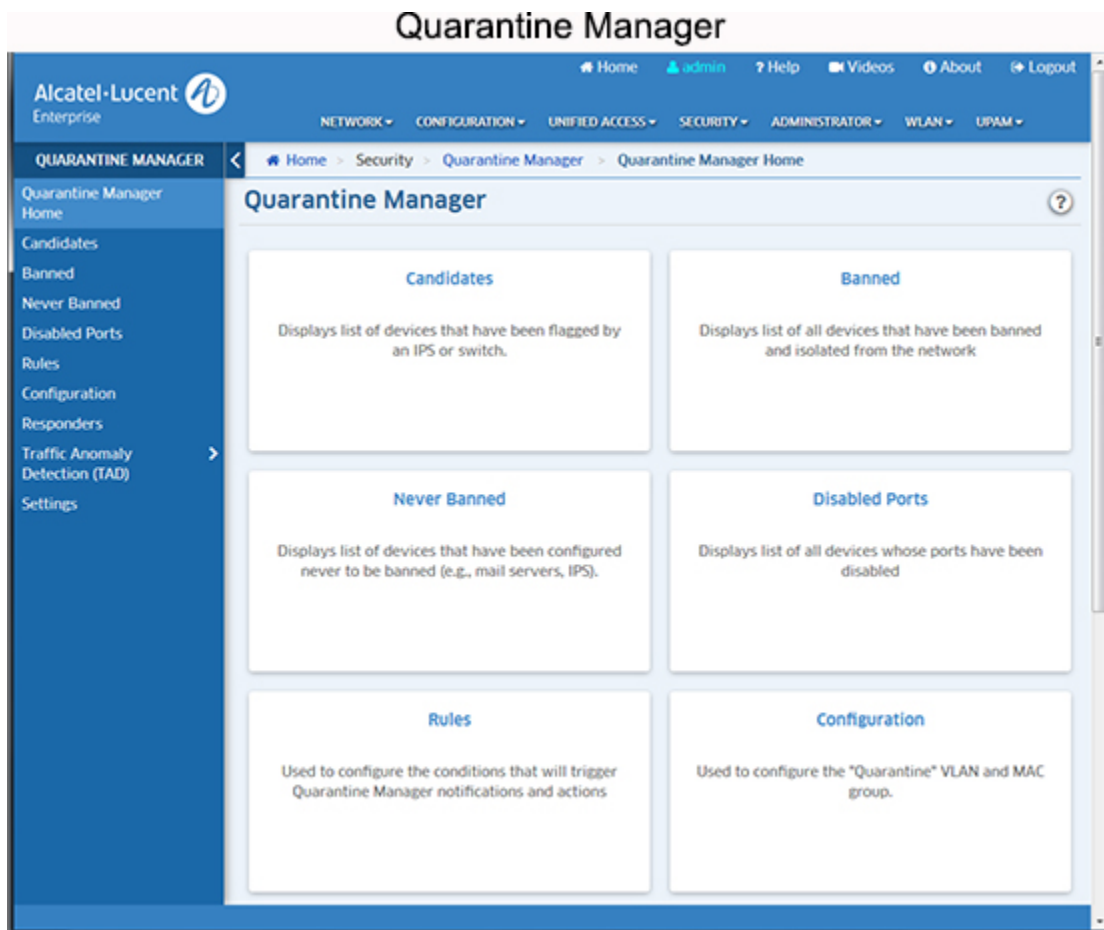 Quarantine Manager
Home admin ? Help Videos About Logout
Alcatel·Lucent
Enterprise
NETWORK CONFIGURATION UNIFIED ACCESS SECURITY ADMINISTRATOR WLAN UPAM
QUARANTINE MANAGER
Home > Security > Quarantine Manager > Quarantine Manager Home
Quarantine Manager
Home
Candidates
Banned
Never Banned
Disabled Ports
Rules
Configuration
Responders
Traffic Anomaly
Detection (TAD)
Settings
Quarantine Manager
?
Candidates
Displays list of devices that have been flagged by
an IPS or switch.
Banned
Displays list of all devices that have been banned
and isolated from the network
Never Banned
Displays list of devices that have been configured
never to be banned (e.g., mail servers, IPS).
Disabled Ports
Displays list of all devices whose ports have been
disabled
Rules
Used to configure the conditions that will trigger
Quarantine Manager notifications and actions
Configuration
Used to configure the "Quarantine" VLAN and MAC
group.